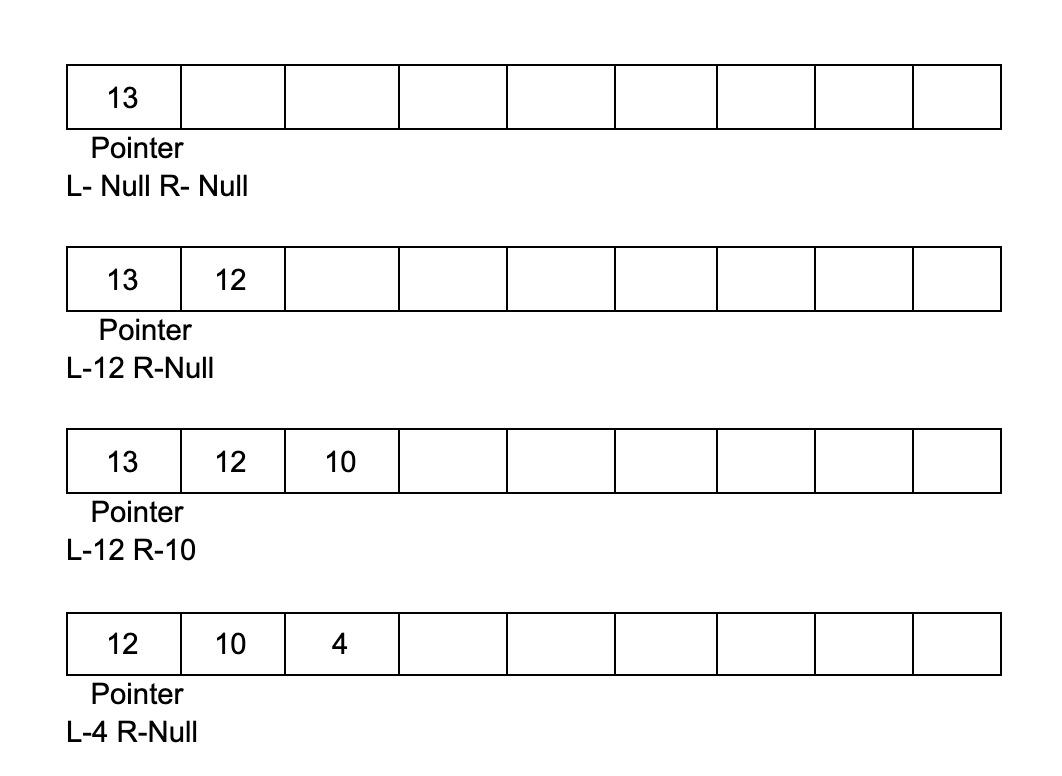 13
Pointer
L- Null R- Null
13 12
Pointer
L-12 R-Null
13 12 10
Pointer
L-12 R-10
12 10 4
Pointer
L-4 R-Null